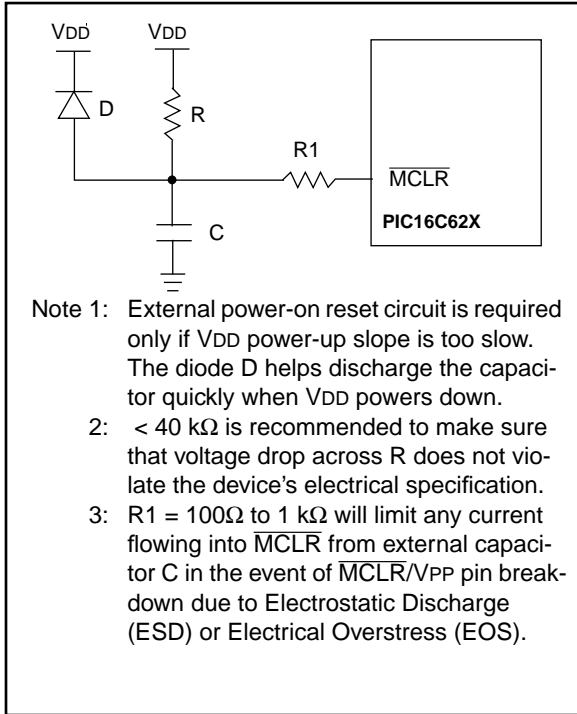 VDD VDD
D
R
R1
MCLR
PIC16C62X
C
Note 1: External power-on reset circuit is required
only if VDD power-up slope is too slow.
The diode D helps discharge the capaci-
tor quickly when VDD powers down.
2: < 40 kΩ is recommended to make sure
that voltage drop across R does not vio-
late the device's electrical specification.
3: R1 = 100Ω to 1 kΩ will limit any current
flowing into MCLR from external capaci-
tor C in the event of MCLR/VPP pin break-
down due to Electrostatic Discharge
(ESD) or Electrical Overstress (EOS).